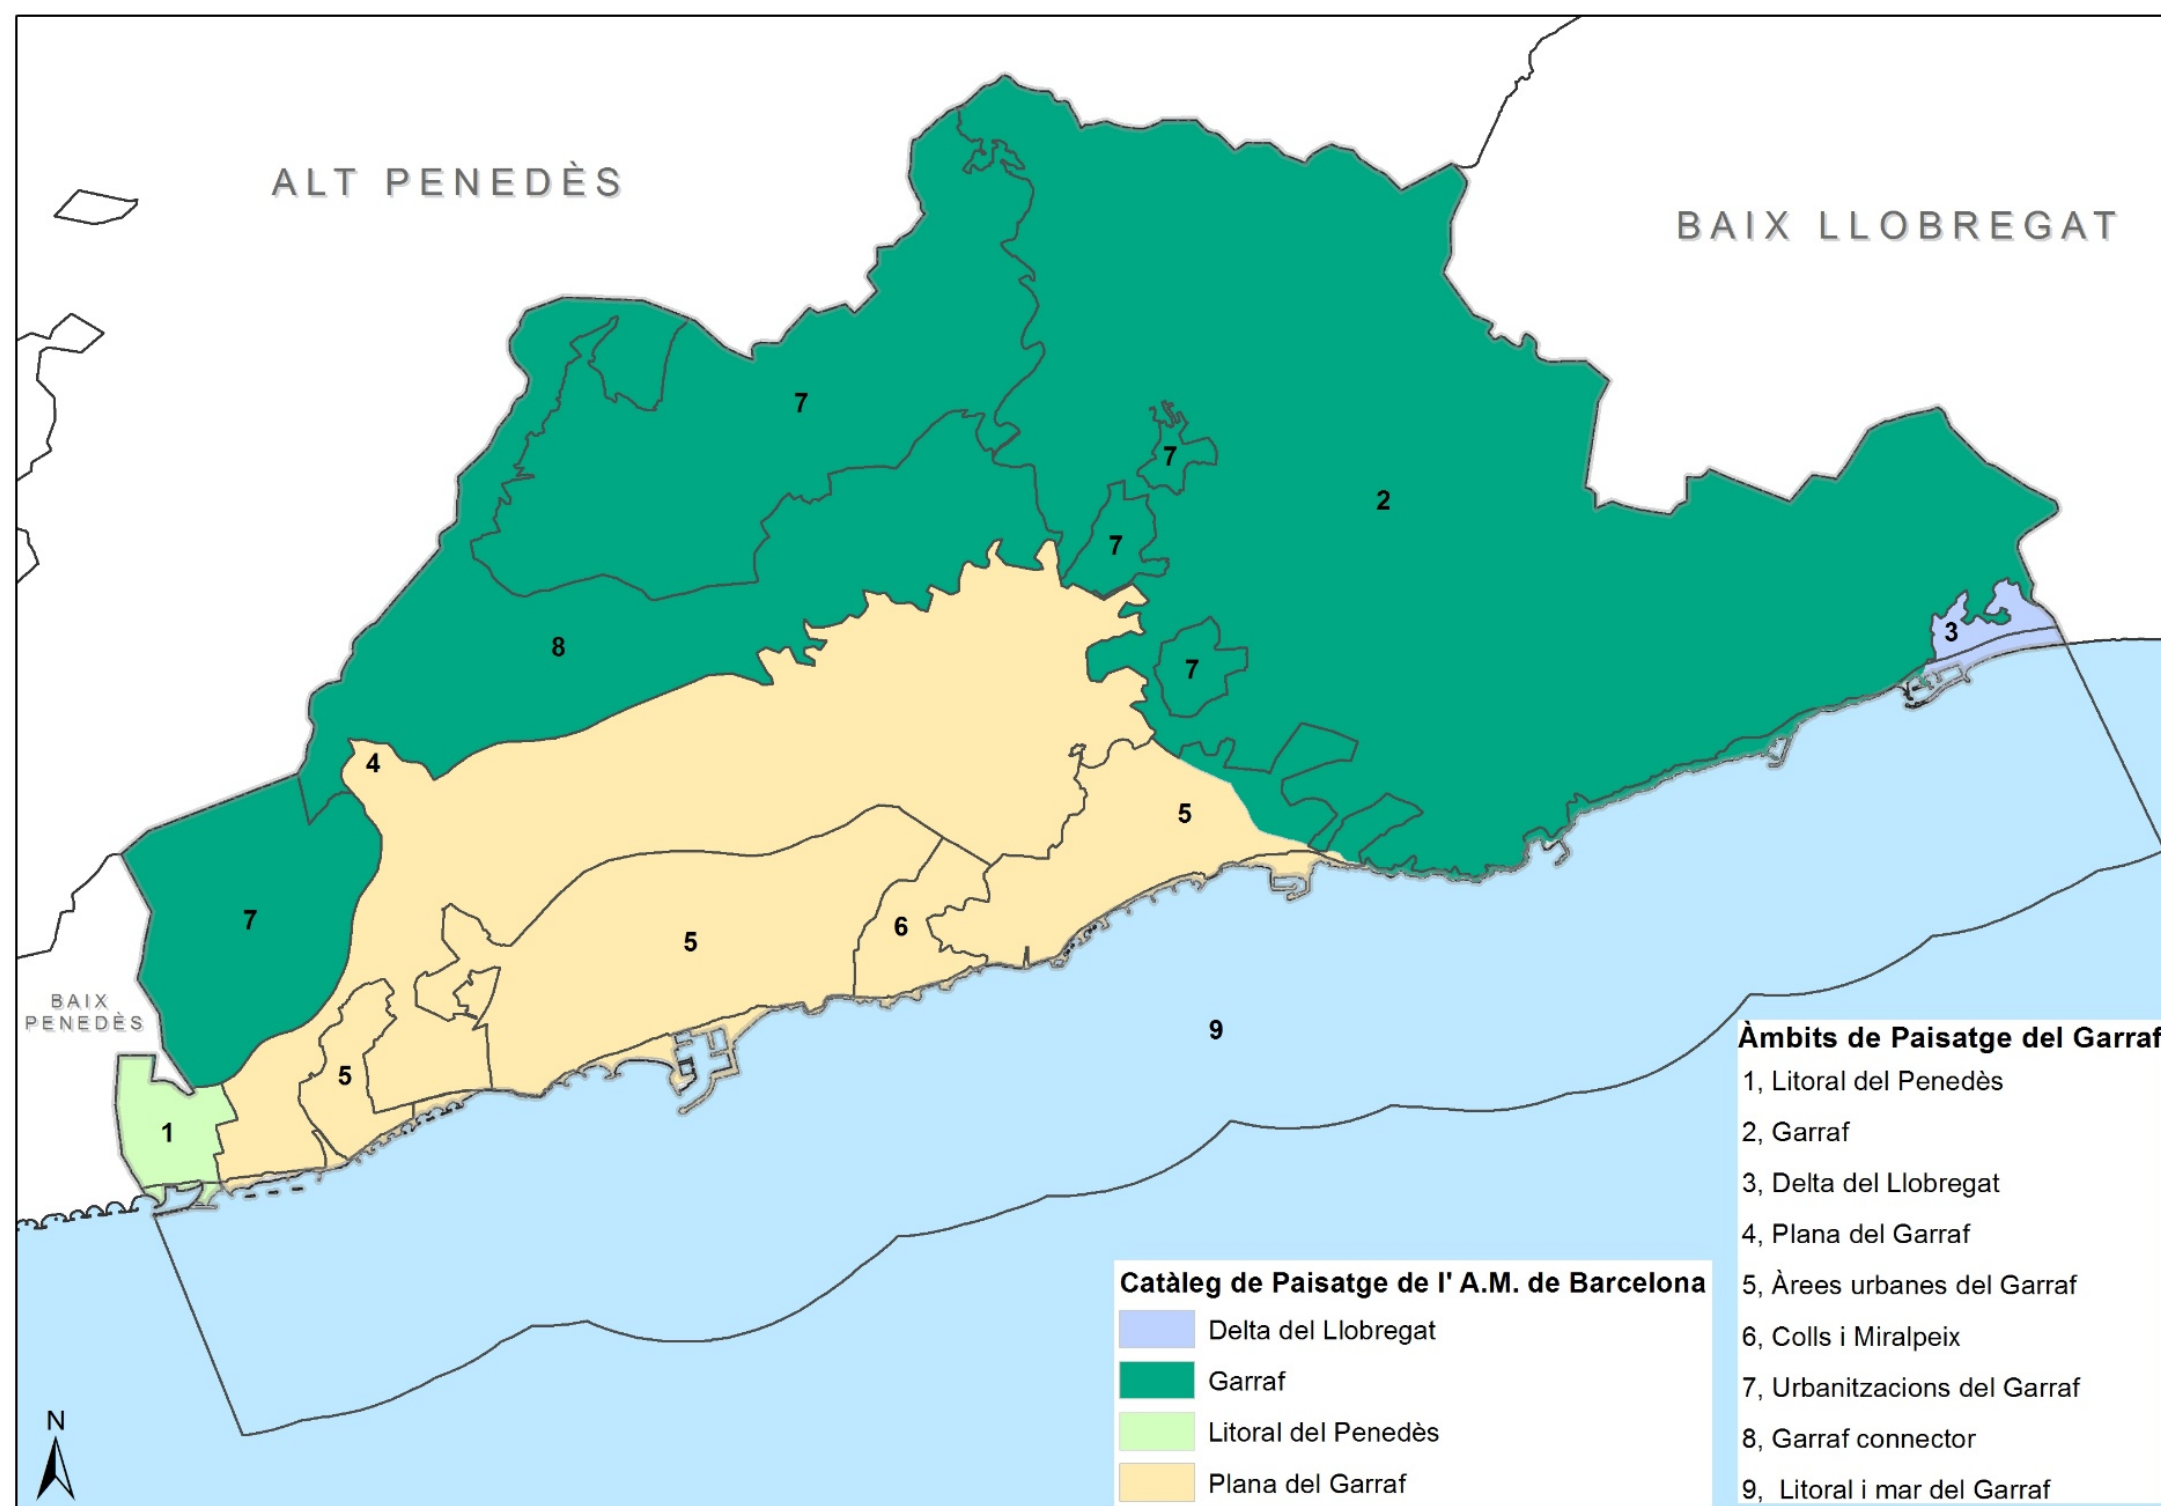 ALT PENEDÈS
BAIX LLOBREGAT
7
7
2
7
3
8
7
4
5
7
6
5
BAIX
PENEDÈS
9
5
1
Àmbits de Paisatge del Garraf
1, Litoral del Penedès
2, Garraf
3, Delta del Llobregat
4, Plana del Garraf
5, Àrees urbanes del Garraf
6, Colls i Miralpeix
7, Urbanitzacions del Garraf
8, Garraf connector
9, Litoral i mar del Garraf
Catàleg de Paisatge de l' A.M. de Barcelona
Delta del Llobregat
Garraf
Litoral del Penedès
Plana del Garraf
N